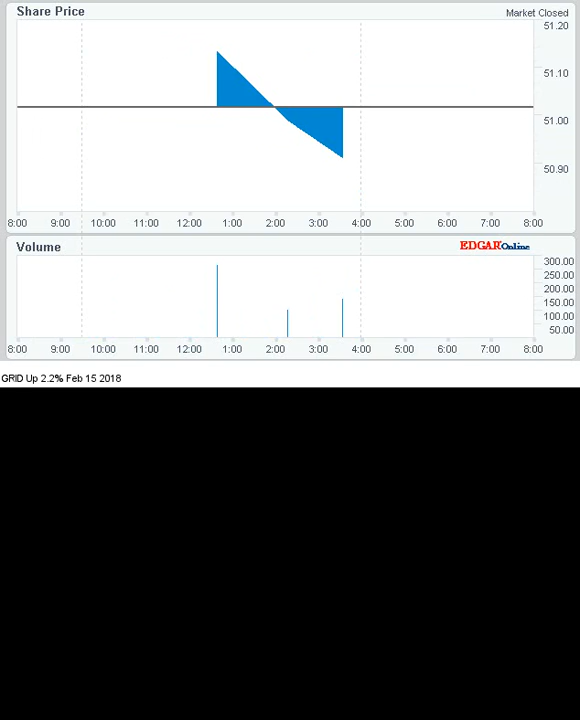 Share Price
Market Closed
51.20
51.10
51.00
50.90
8:00 9:00 10:00 11:00 12:00 1:00 2:00 3:00 4:00 5:00 6:00 7:00 8:00
Volume
EDGAR Online
300.00
250.00
200.00
150.00
100.00
50.00
8:00 9:00 10:00 11:00 12:00 1:00 2:00 3:00 4:00 5:00 6:00 7:00 8:00
GRID Up 2.2% Feb 15 2018